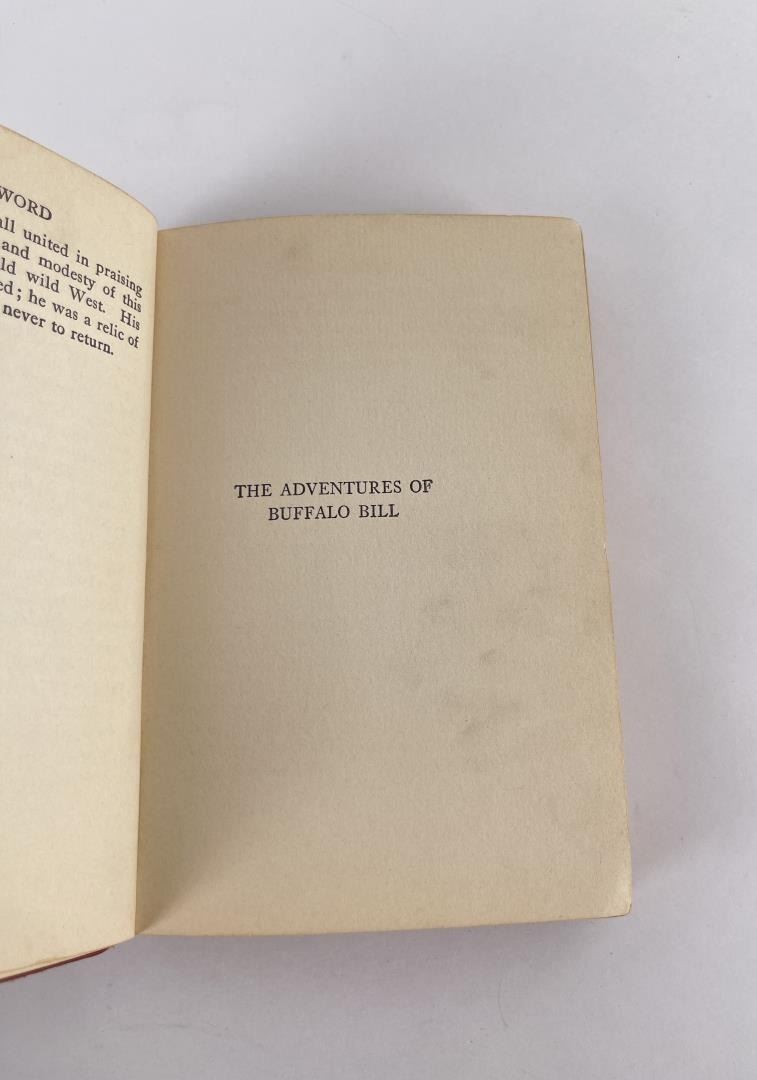 WORD
all united in praising
and modesty of this
ld wild West. His
ed; he was a relic of
never to return.
THE ADVENTURES OF
BUFFALO BILL